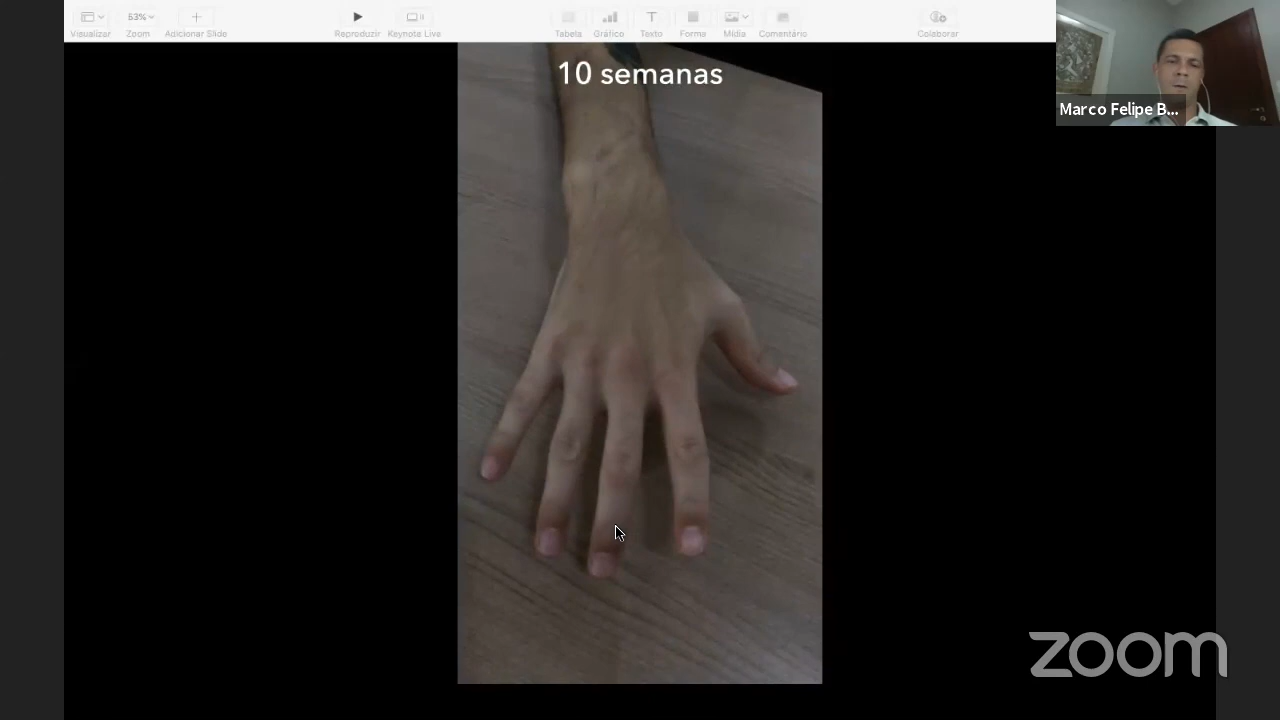 53%
Visualizar Zoom Adicionar Slide Reproduzir Keynote Live Tabela Gráfico Texto Forma Mídia Comentário Colaborar
10 semanas
Marco Felipe B...
zoom